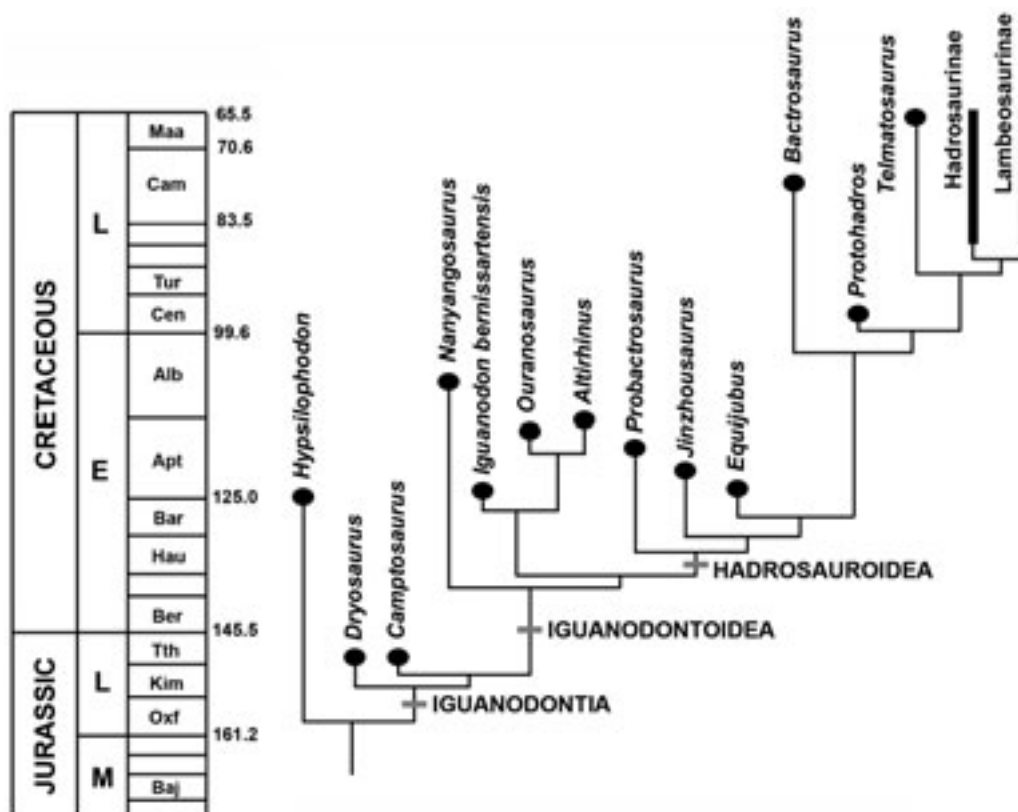 CRETACEOUS
JURASSIC
L
E
L
M
Maa
Cam
Tur
Cen
Alb
Apt
Bar
Hau
Ber
Tth
Kim
Oxf
Baj
65.5
70.6
83.5
99.6
125.0
145.5
161.2
Hypsilophodon
Dryosaurus
Camptosaurus
Nanyangosaurus
Iguanodon bernissartensis
Ouranosaurus
Altirhinus
Probactrosaurus
Jinzhousaurus
Equijubus
Bactrosaurus
Protohadros
Telmatosaurus
Hadrosaurinae
Lambeosaurinae
HADROSAUROIDEA
IGUANODONTOIDEA
IGUANODONTIA